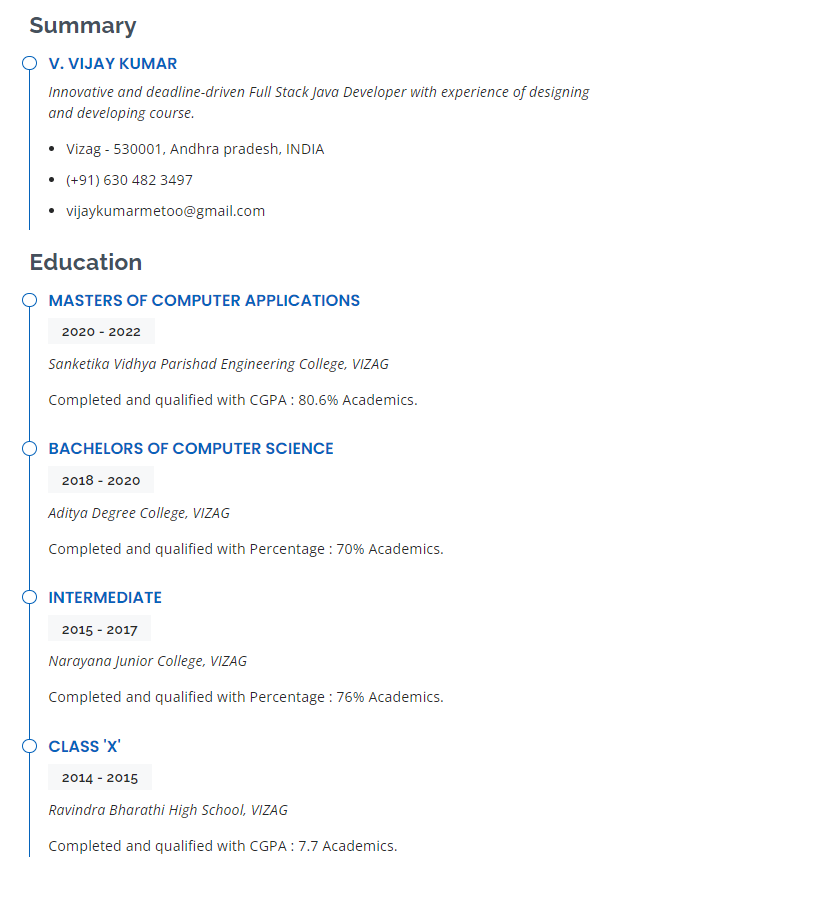 Summary
V. VIJAY KUMAR
Innovative and deadline-driven Full Stack Java Developer with experience of designing
and developing course.
Vizag - 530001, Andhra pradesh, INDIA
(+91) 630 482 3497
vijaykumarmetoo@gmail.com
Education
MASTERS OF COMPUTER APPLICATIONS
2020 - 2022
Sanketika Vidhya Parishad Engineering College, VIZAG
Completed and qualified with CGPA : 80.6% Academics.
BACHELORS OF COMPUTER SCIENCE
2018 - 2020
Aditya Degree College, VIZAG
Completed and qualified with Percentage : 70% Academics.
INTERMEDIATE
2015 - 2017
Narayana Junior College, VIZAG
Completed and qualified with Percentage : 76% Academics.
CLASS 'X'
2014 - 2015
Ravindra Bharathi High School, VIZAG
Completed and qualified with CGPA : 7.7 Academics.